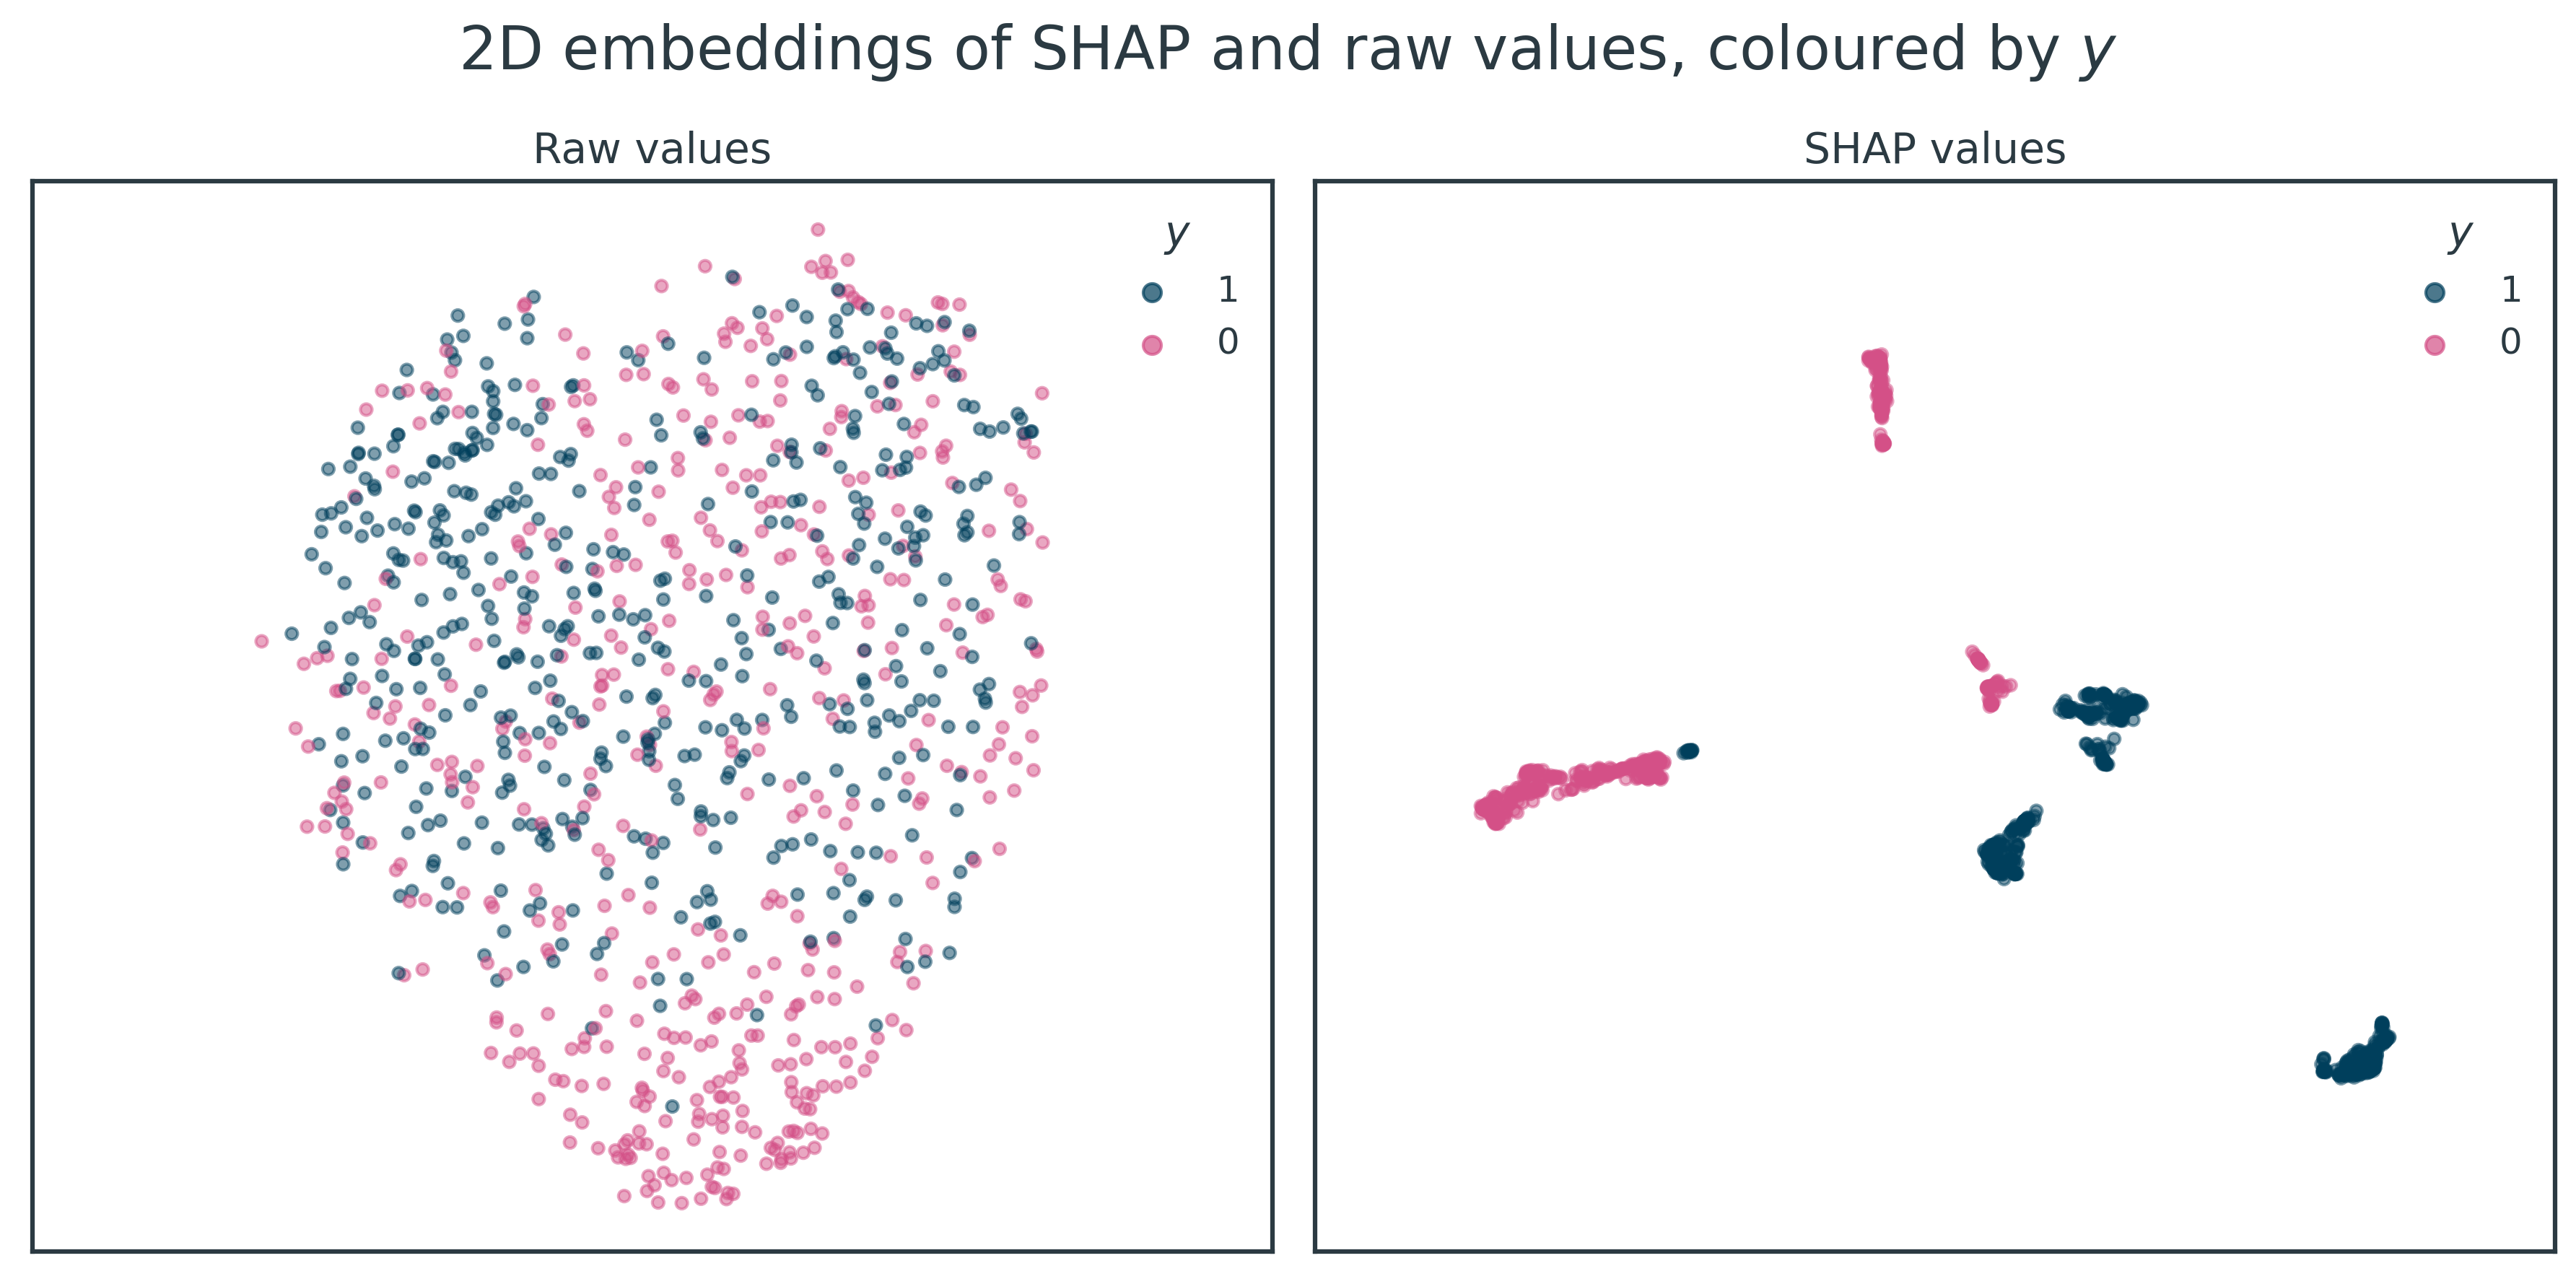 2D embeddings of SHAP and raw values, coloured by y
Raw values
y
1
0
SHAP values
y
1
0